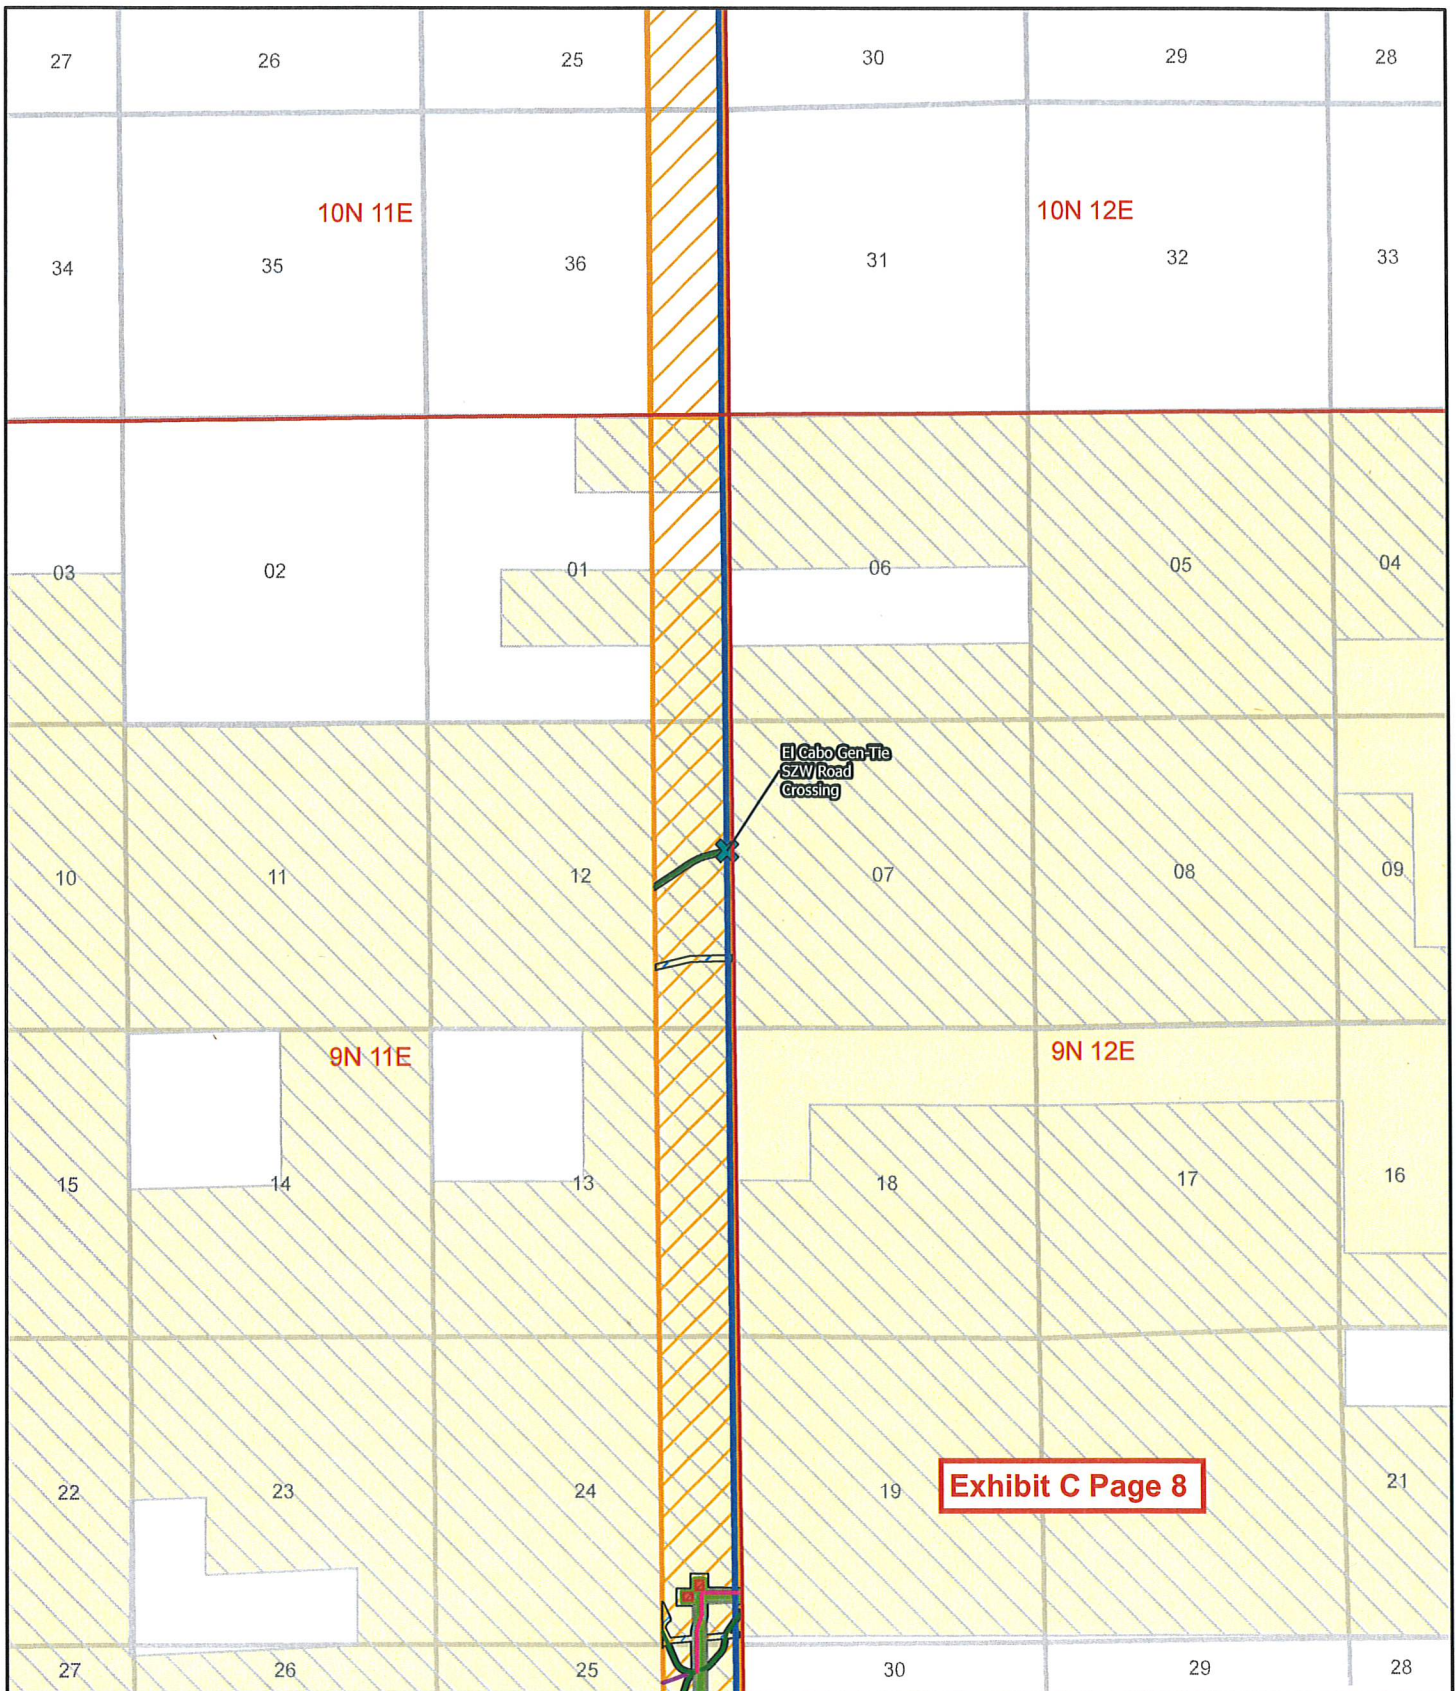 27 26 25 30 29 28
10N 11E 10N 12E
34 35 36 31 32 33
03 02 01 06 05 04
El Cabo Gen-Tie
SZW Road
Crossing
10 11 12 07 08 09
9N 11E 9N 12E
15 14 13 18 17 16
22 23 24 19 21
Exhibit C Page 8
27 26 25 30 29 28